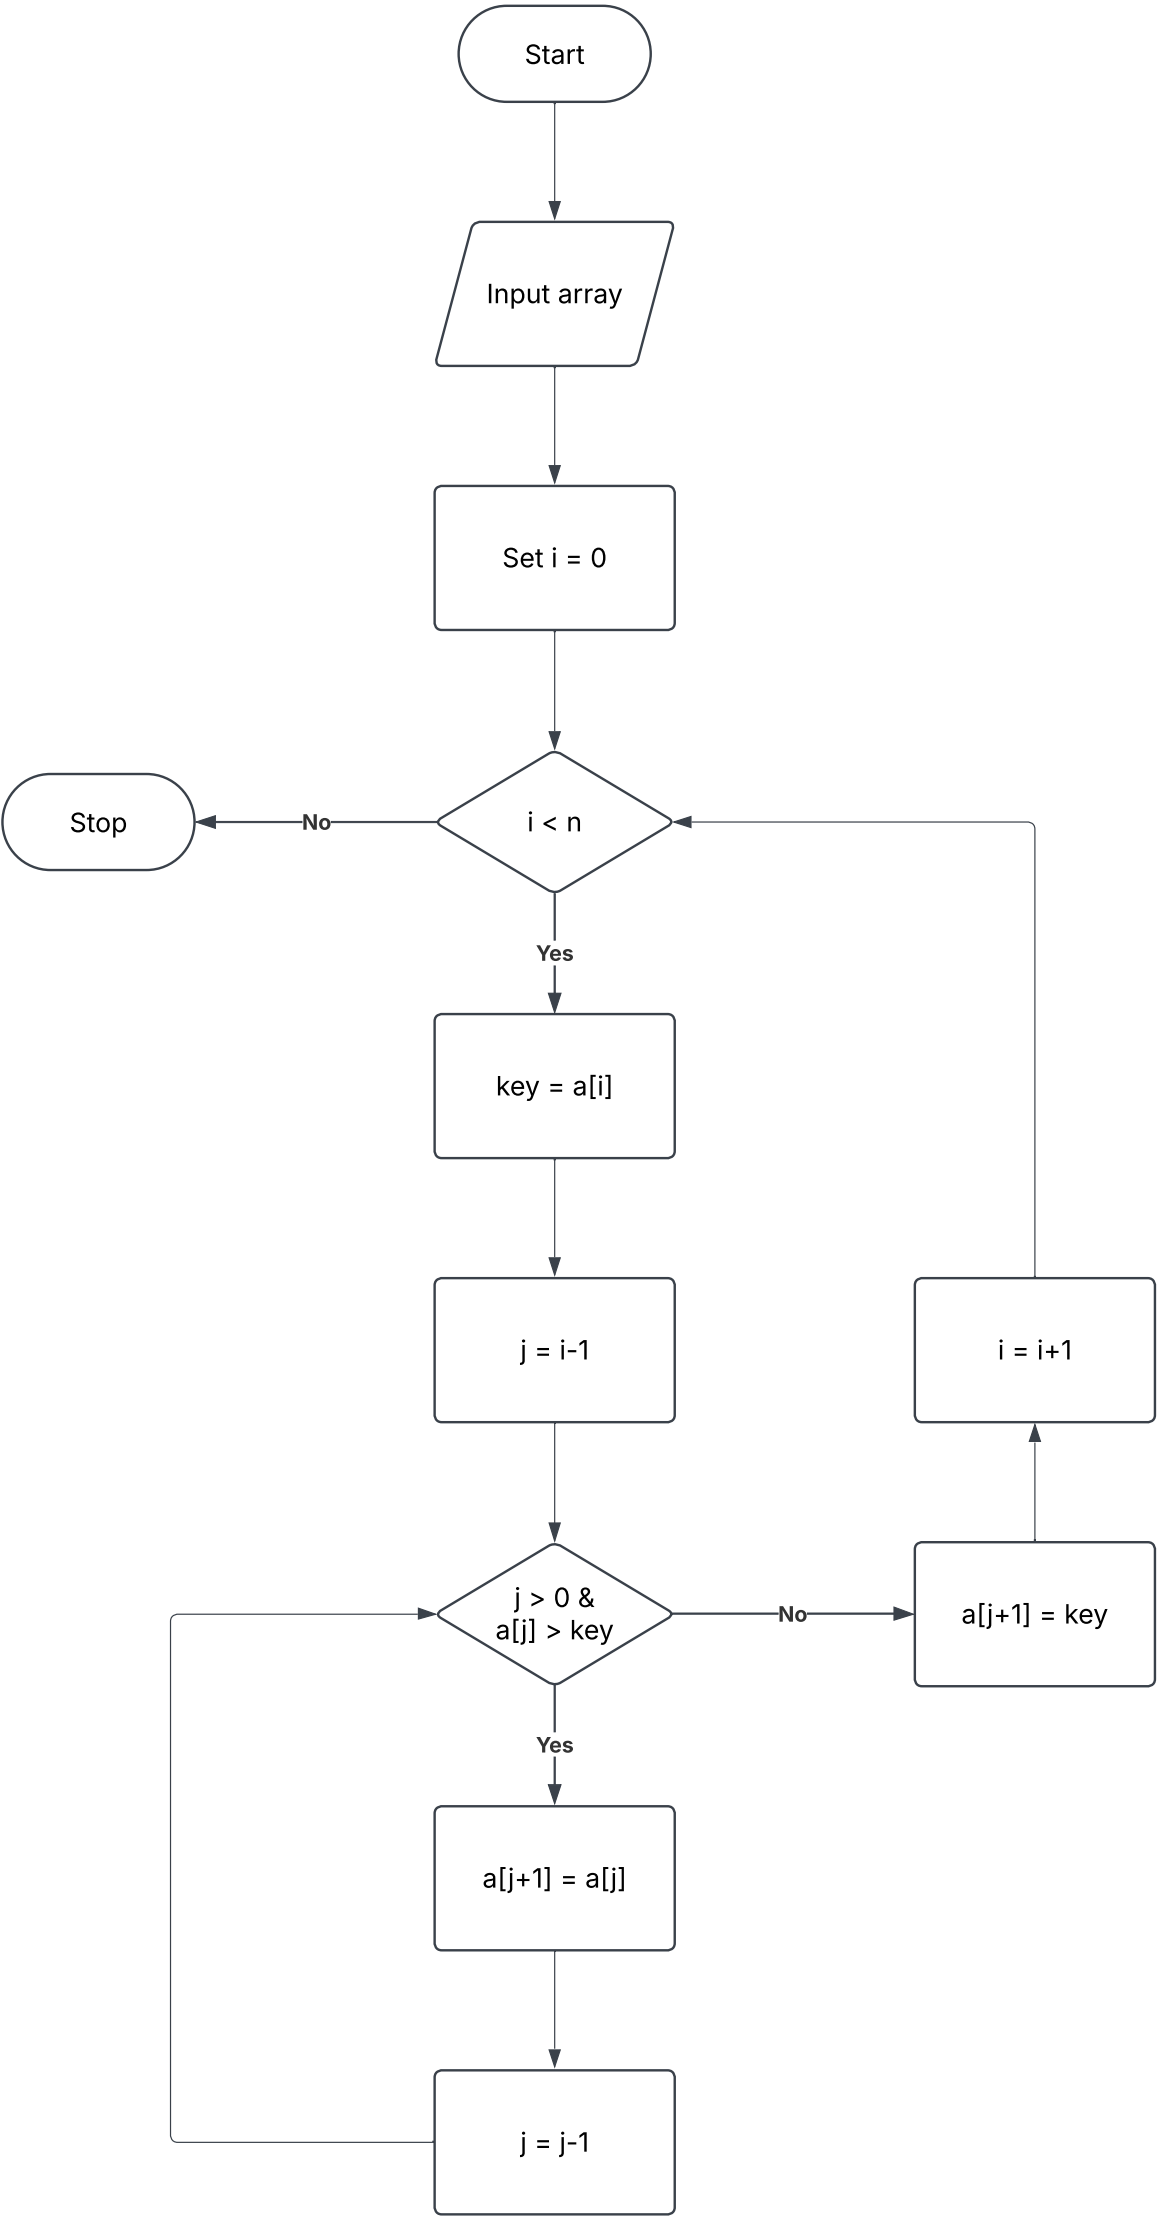 Start
Input array
Set i = 0
i < n
No
Stop
Yes
key = a[i]
j = i-1
i = i+1
j > 0 &
a[j] > key
No
a[j+1] = key
Yes
a[j+1] = a[j]
j = j-1